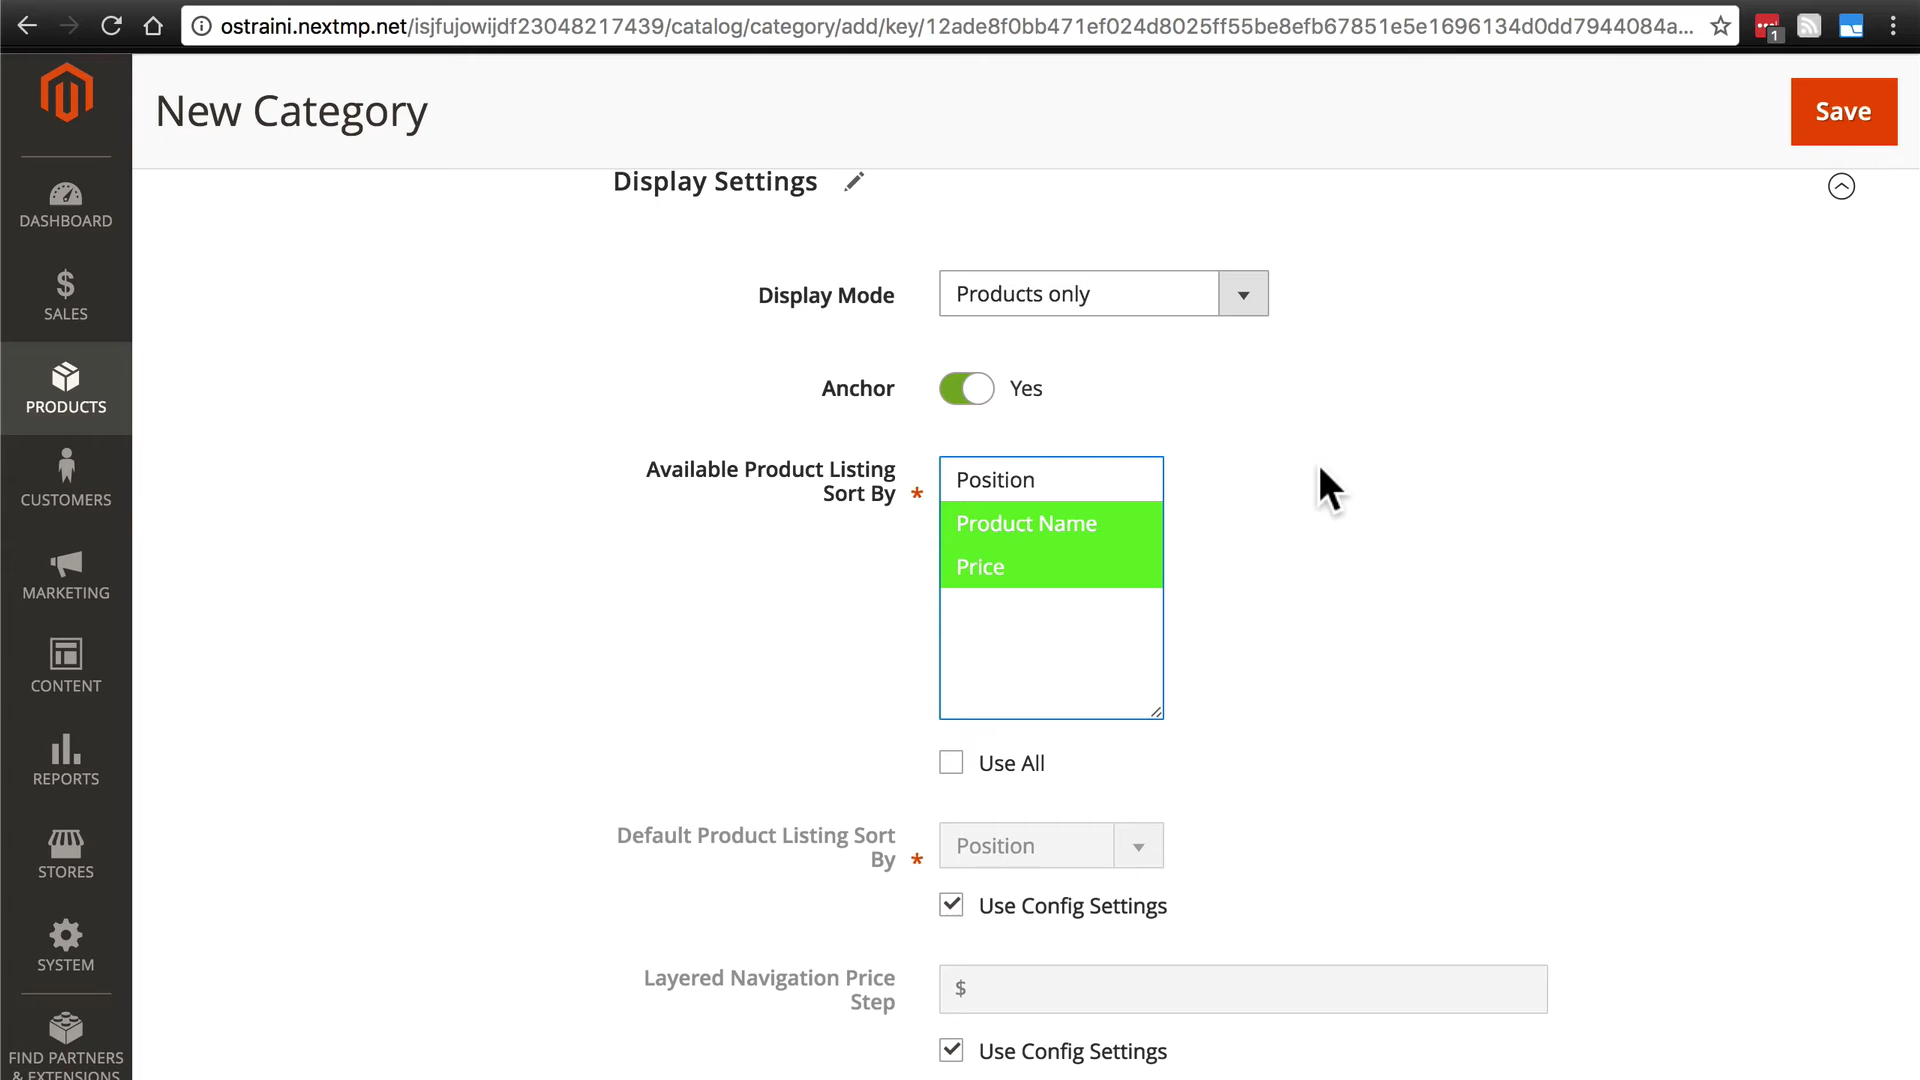 ostraini.nextmp.net/isjfujowijdf23048217439/catalog/category/add/key/12ade8f0bb471ef024d8025ff55be8efb67851e5e1696134d0dd7944084a...
1
New Category
Save
DASHBOARD
SALES
PRODUCTS
CUSTOMERS
MARKETING
CONTENT
REPORTS
STORES
SYSTEM
FIND PARTNERS
& EXTENSIONS
Display Settings
Display Mode
Products only
Anchor
Yes
Available Product Listing
Sort By *
Position
Product Name
Price
Use All
Default Product Listing Sort
By *
Position
Use Config Settings
Layered Navigation Price
Step
$
Use Config Settings